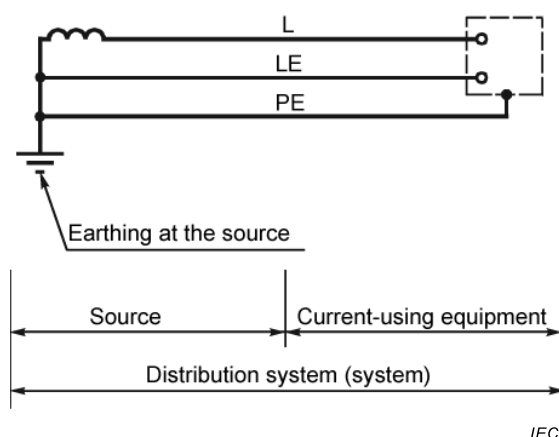 L
LE
PE
Earthing at the source
Source
Current-using equipment
Distribution system (system)
IEC